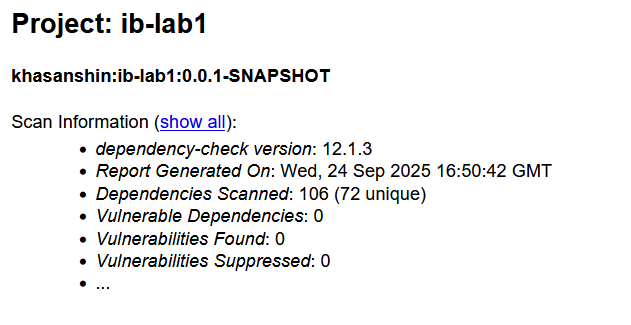 Project: ib-lab1
khasanshin:ib-lab1:0.0.1-SNAPSHOT
Scan Information (show all):
• dependency-check version: 12.1.3
• Report Generated On: Wed, 24 Sep 2025 16:50:42 GMT
• Dependencies Scanned: 106 (72 unique)
• Vulnerable Dependencies: 0
• Vulnerabilities Found: 0
• Vulnerabilities Suppressed: 0
• ...